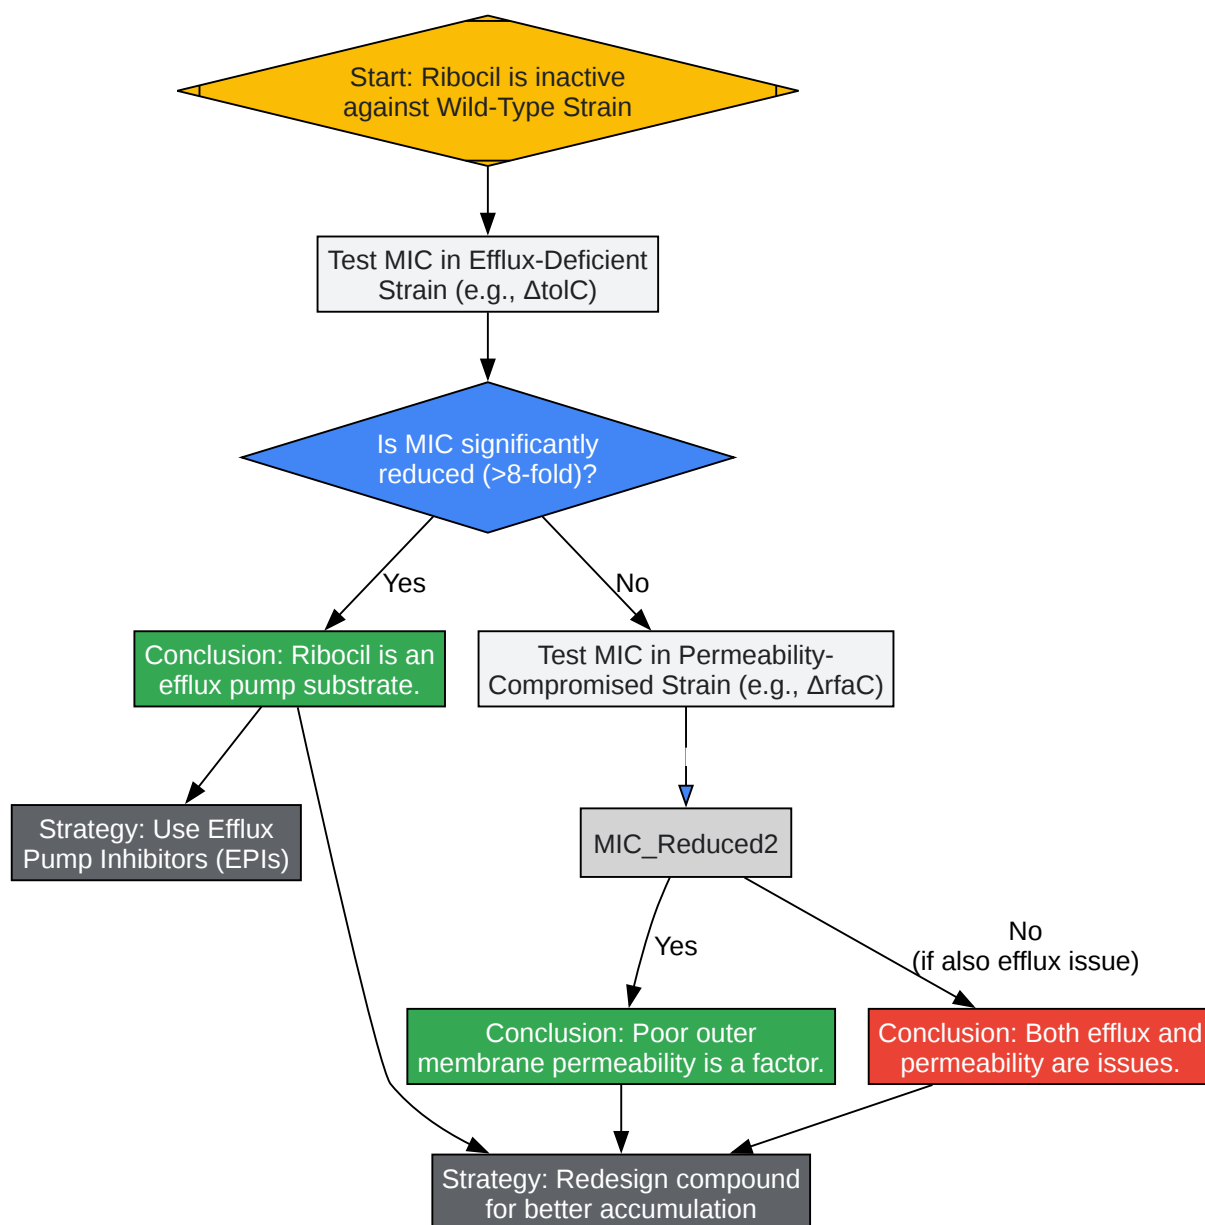 Start: Ribocil is inactive
against Wild-Type Strain
Test MIC in Efflux-Deficient
Strain (e.g., ΔtolC)
Is MIC significantly
reduced (>8-fold)?
Yes
No
Conclusion: Ribocil is an
efflux pump substrate.
Test MIC in Permeability-
Compromised Strain (e.g., ΔrfaC)
Strategy: Use Efflux
Pump Inhibitors (EPIs)
MIC_Reduced2
Yes
No
(if also efflux issue)
Conclusion: Poor outer
membrane permeability is a factor.
Conclusion: Both efflux and
permeability are issues.
Strategy: Redesign compound
for better accumulation